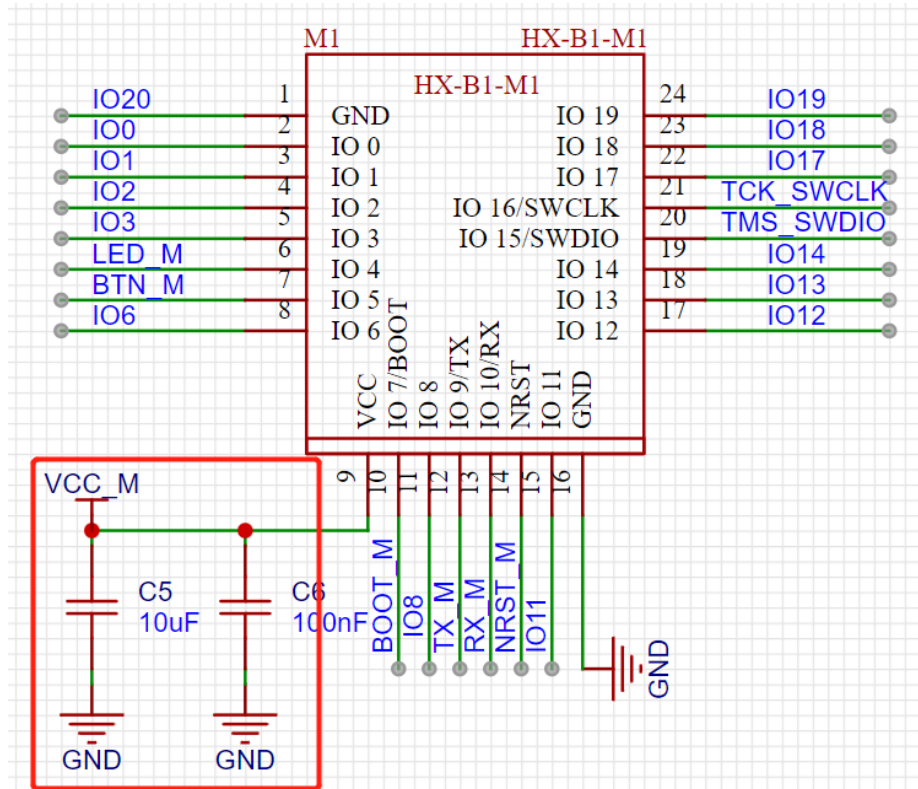 M1 HX-B1-M1
HX-B1-M1
IO20 1 GND IO 19 24 IO19
IO0 2 IO 0 IO 18 23 IO18
IO1 3 IO 1 IO 17 22 IO17
IO2 4 IO 2 IO 16/SWCLK 21 TCK_SWCLK
IO3 5 IO 3 IO 15/SWDIO 20 TMS_SWDIO
LED_M 6 IO 4 IO 14 19 IO14
BTN_M 7 IO 5 IO 13 18 IO13
IO6 8 IO 6 IO 12 17 IO12
VCC
IO 7/BOOT
IO 8
IO 9/TX
IO 10/RX
NRST
IO 11
GND
9 10 11 12 13 14 15 16
VCC_M
BOOT_M
IO8
TX_M
RX_M
NRST_M
IO11
C5
10uF
C6
100nF
GND
GND
GND